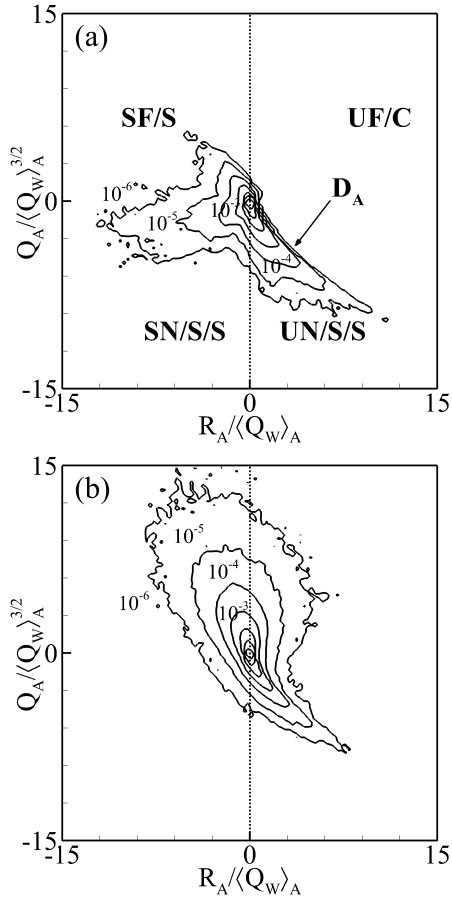 15
(a)
SF/S UF/C
Q_A/⟨Q_W⟩_A^{3/2}
10^{-6}
0
10^{-3}
D_A
10^{-5}
10^{-4}
SN/S/S UN/S/S
-15
-15 0 15
R_A/⟨Q_W⟩_A
15
(b)
10^{-5}
10^{-4}
10^{-6} 10^{-3}
Q_A/⟨Q_W⟩_A^{3/2}
0
-15
-15 0 15
R_A/⟨Q_W⟩_A